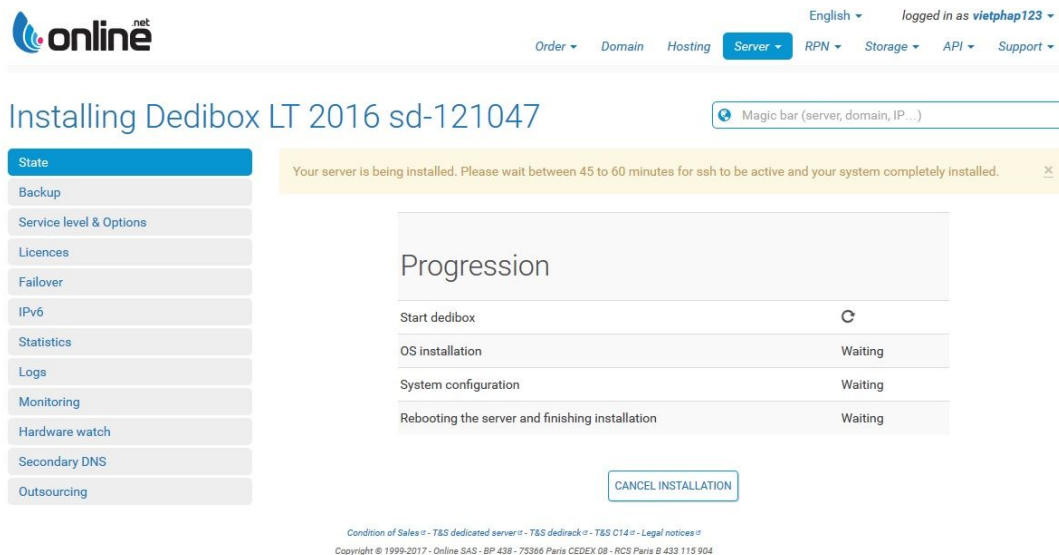 English logged in as vietphap123
online.net
Order Domain Hosting Server RPN Storage API Support
Installing Dedibox LT 2016 sd-121047
Magic bar (server, domain, IP...)
State
Your server is being installed. Please wait between 45 to 60 minutes for ssh to be active and your system completely installed. ×
Backup
Service level & Options
Licences
Failover
IPv6
Statistics
Logs
Monitoring
Hardware watch
Secondary DNS
Outsourcing
Progression
Start dedibox
OS installation Waiting
System configuration Waiting
Rebooting the server and finishing installation Waiting
CANCEL INSTALLATION
Condition of Sales - T&S dedicated server - T&S dedirack - T&S C14 - Legal notices
Copyright © 1999-2017 - Online SAS - BP 438 - 75366 Paris CEDEX 08 - RCS Paris B 433 115 904